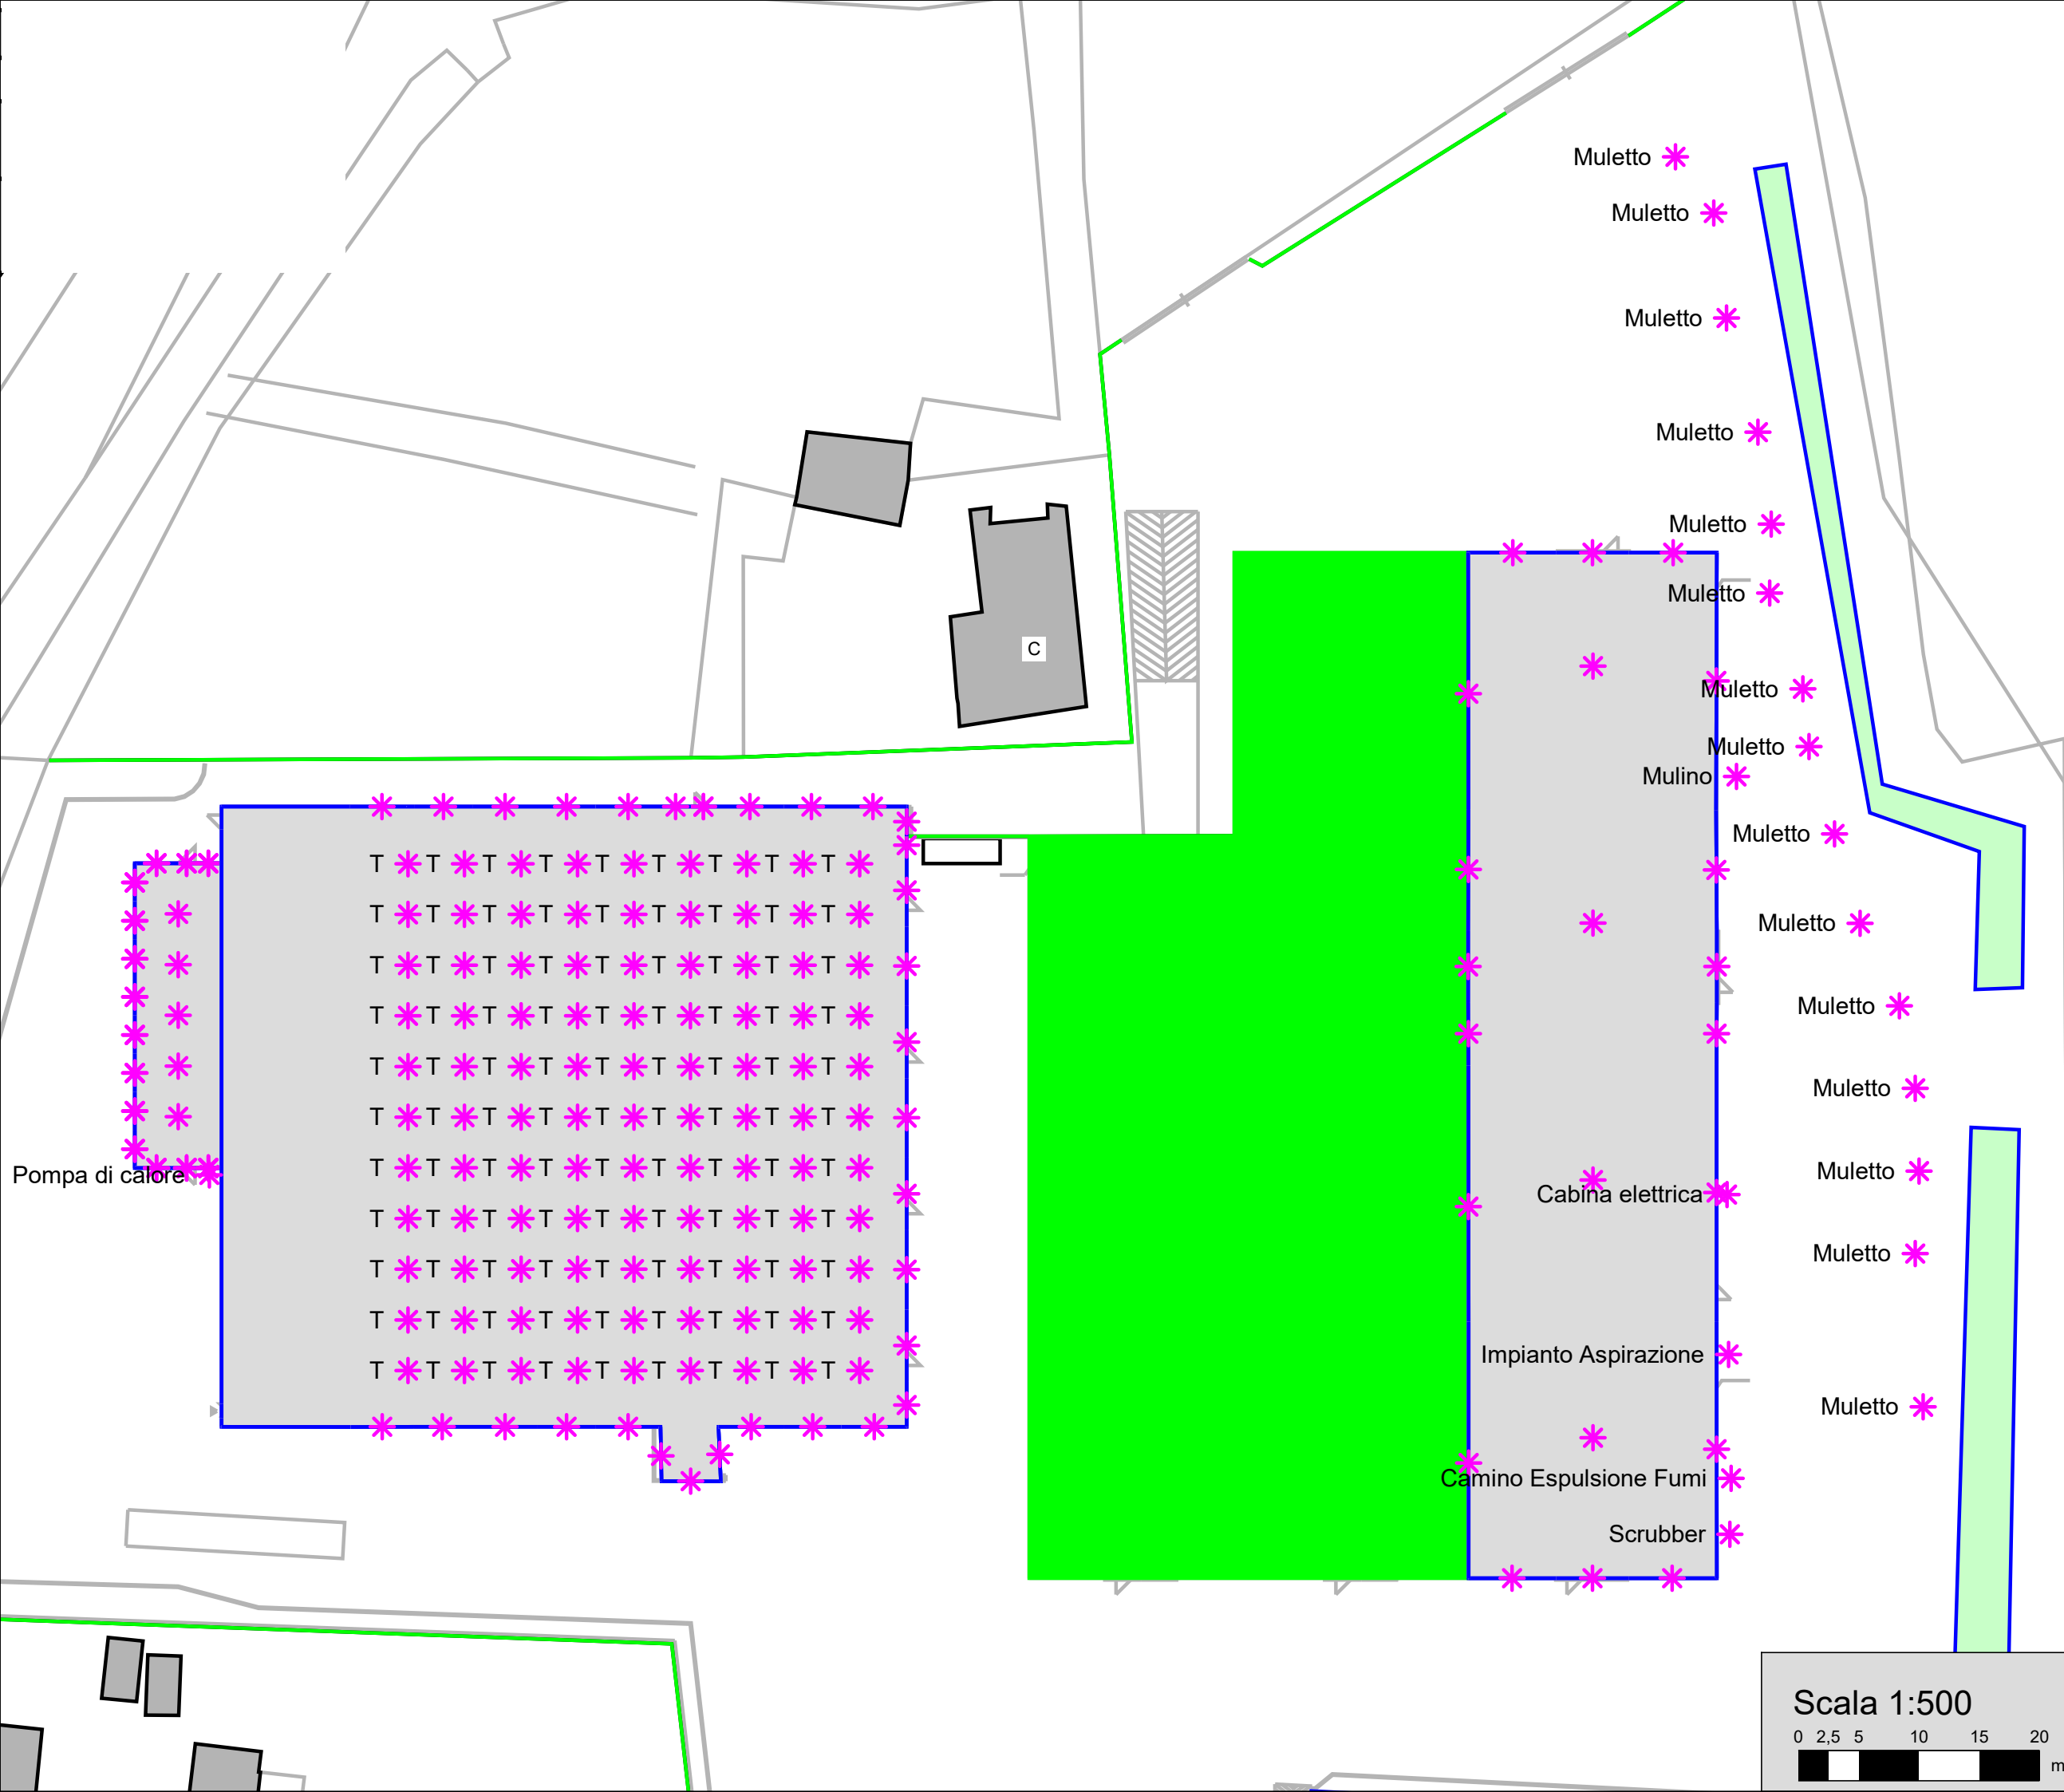 Muletto
Muletto
Muletto
Muletto
Muletto
Muletto
C
Muletto
Muletto
Mulino
Muletto
T T T T T T T T T
T T T T T T T T T
Muletto
T T T T T T T T T
Muletto
T T T T T T T T T
T T T T T T T T T
Muletto
T T T T T T T T T
T T T T T T T T T
Muletto
Pompa di calore
Cabina elettrica
T T T T T T T T T
Muletto
T T T T T T T T T
T T T T T T T T T
Impianto Aspirazione
T T T T T T T T T
Muletto
Camino Espulsione Fumi
Scrubber
Scala 1:500
0 2,5 5 10 15 20
m